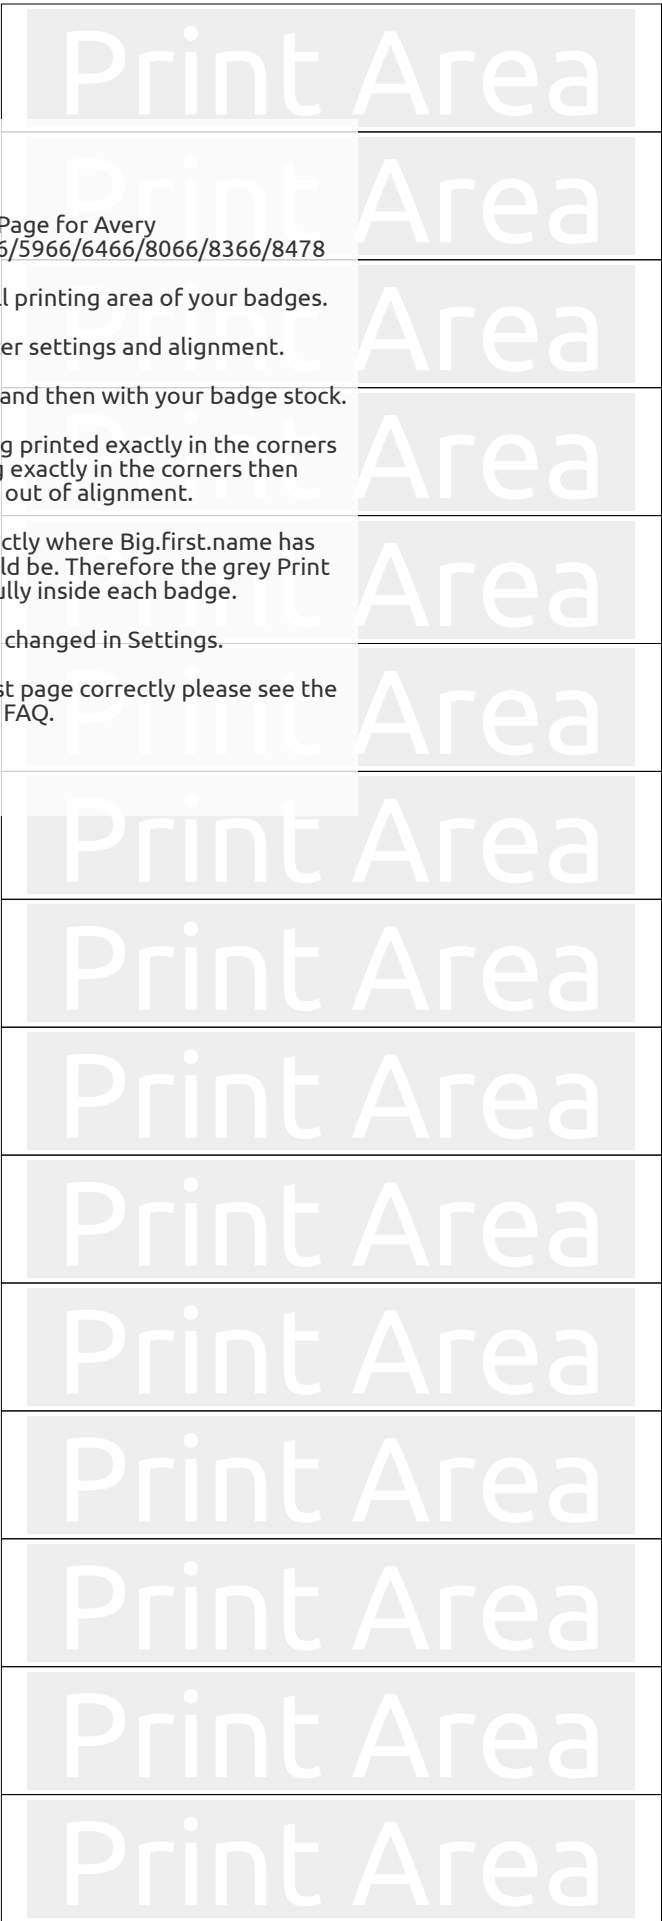 Print Area
Print Area
Page for Avery
6/5966/6466/8066/8366/8478
Print Area
ll printing area of your badges.
er settings and alignment.
and then with your badge stock.
Print Area
g printed exactly in the corners
g exactly in the corners then
out of alignment.
Print Area
ctly where Big.first.name has
ld be. Therefore the grey Print
ully inside each badge.
changed in Settings.
Print Area
st page correctly please see the
FAQ.
Print Area
Print Area
Print Area
Print Area
Print Area
Print Area
Print Area
Print Area
Print Area